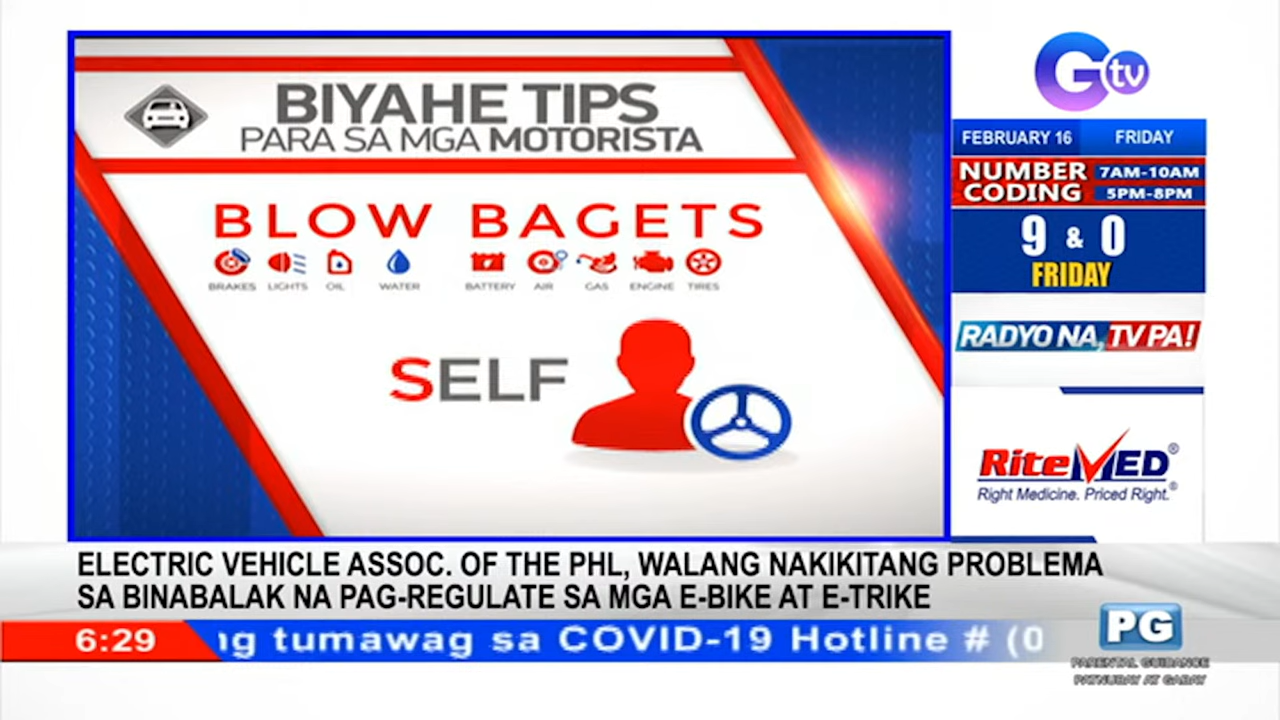 BIYAHE TIPS
PARA SA MGA MOTORISTA
BLOW BAGETS
BRAKES LIGHTS OIL WATER BATTERY AIR GAS ENGINE TIRES
SELF
Gtv
FEBRUARY 16 FRIDAY
NUMBER CODING 7AM-10AM 5PM-8PM
9 & 0
FRIDAY
RADYO NA, TV PA!
RiteMED®
Right Medicine. Priced Right.®
ELECTRIC VEHICLE ASSOC. OF THE PHL, WALANG NAKIKITANG PROBLEMA
SA BINABALAK NA PAG-REGULATE SA MGA E-BIKE AT E-TRIKE
6:29 ng tumawag sa COVID-19 Hotline # (0
PG
PARENTAL GUIDANCE
PATNUBAY AT GABAY